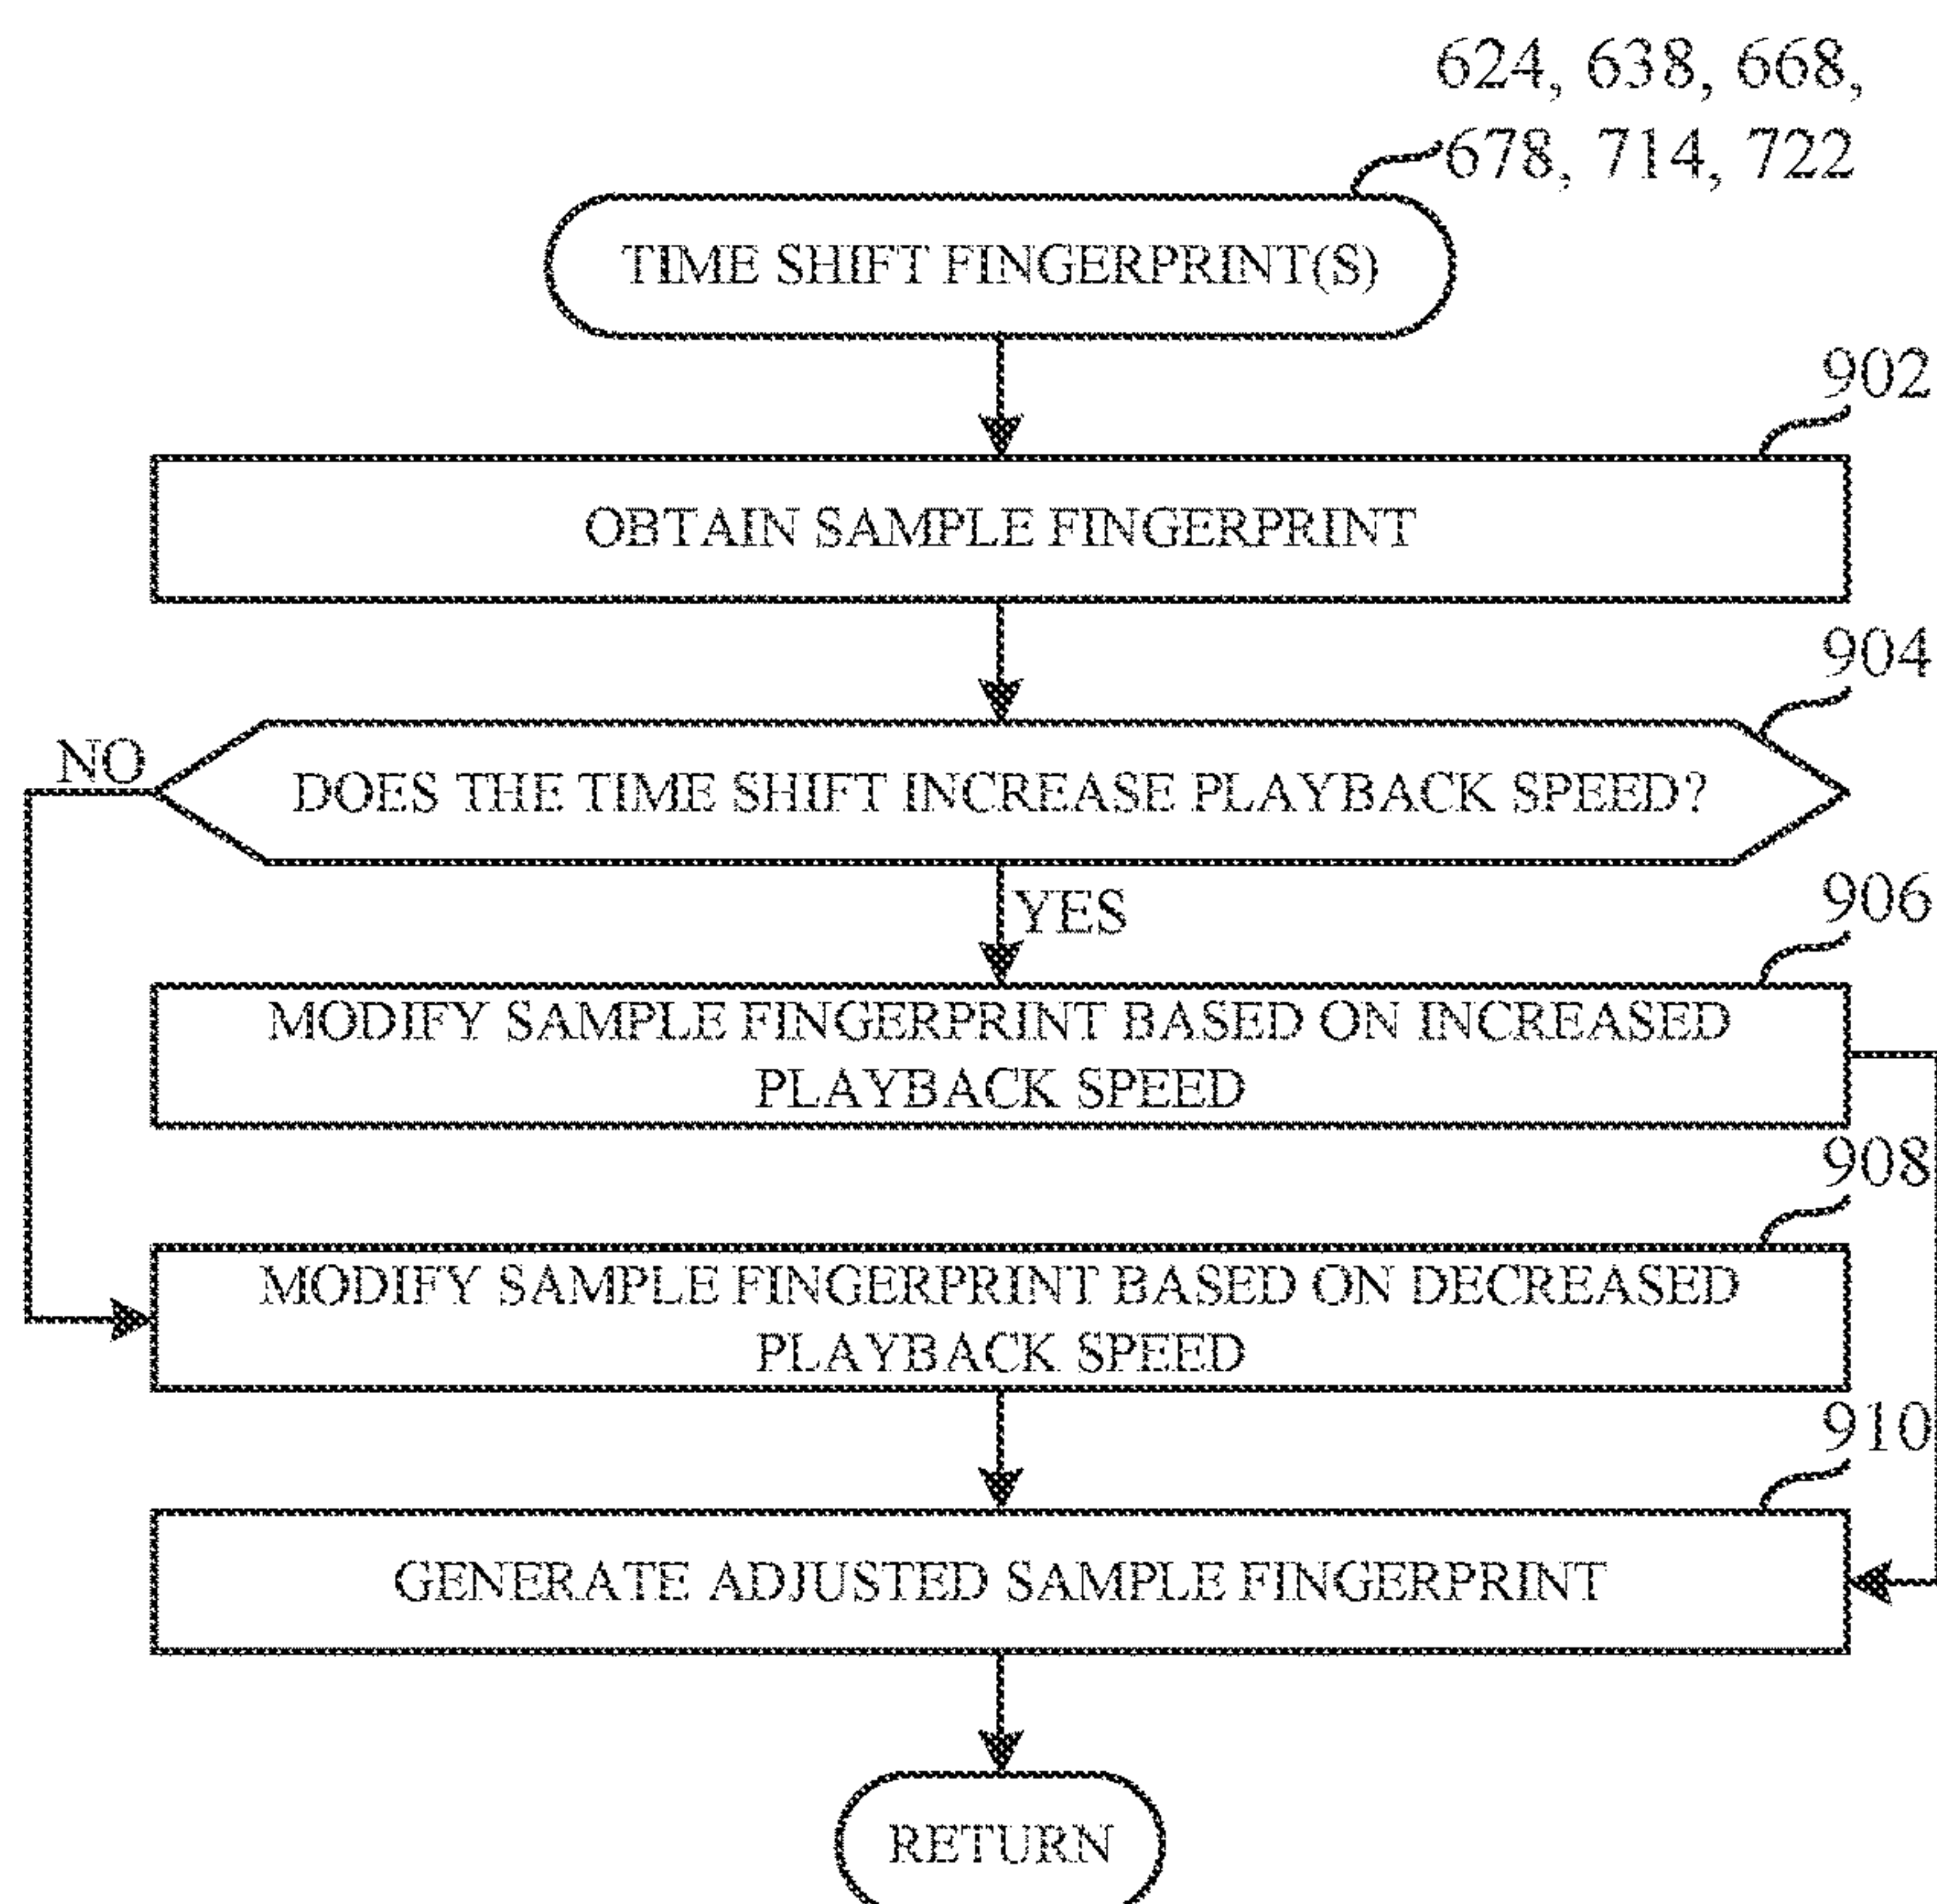 624, 638, 668,
678, 714, 722
TIME SHIFT FINGERPRINT(S)
902
OBTAIN SAMPLE FINGERPRINT
904
NO
DOES THE TIME SHIFT INCREASE PLAYBACK SPEED?
YES
906
MODIFY SAMPLE FINGERPRINT BASED ON INCREASED
PLAYBACK SPEED
908
MODIFY SAMPLE FINGERPRINT BASED ON DECREASED
PLAYBACK SPEED
910
GENERATE ADJUSTED SAMPLE FINGERPRINT
RETURN